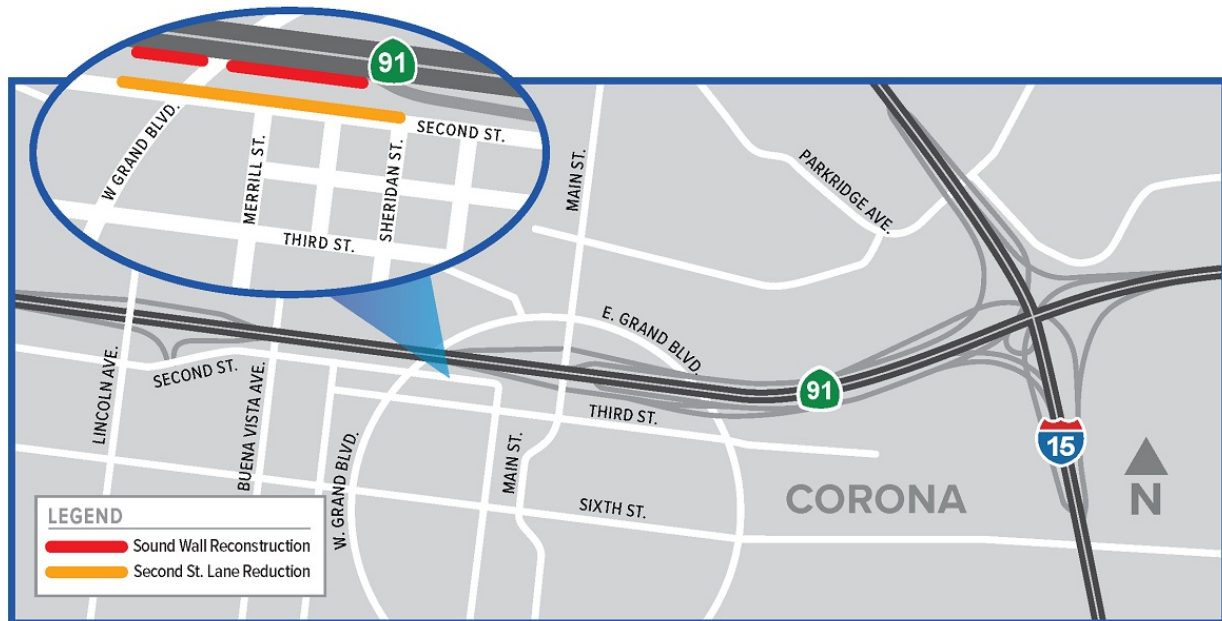 91
W GRAND BLVD.
SECOND ST.
MERRILL ST.
SHERIDAN ST.
THIRD ST.
MAIN ST.
PARKRIDGE AVE.
E. GRAND BLVD.
LINCOLN AVE.
SECOND ST.
BUENA VISTA AVE.
W. GRAND BLVD.
MAIN ST.
THIRD ST.
91
15
SIXTH ST.
CORONA
N
LEGEND
Sound Wall Reconstruction
Second St. Lane Reduction